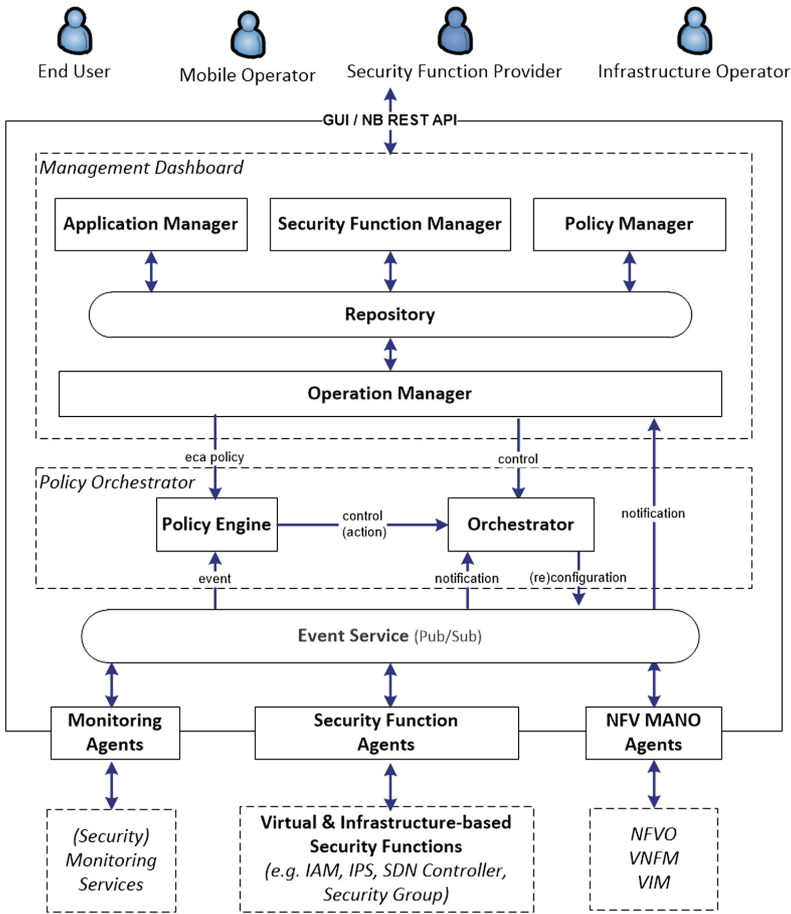 End User
Mobile Operator
Security Function Provider
Infrastructure Operator
GUI / NB REST API
Management Dashboard
Application Manager
Security Function Manager
Policy Manager
Repository
Operation Manager
eca policy
control
notification
Policy Orchestrator
Policy Engine
control
(action)
Orchestrator
event
notification
(re)configuration
Event Service (Pub/Sub)
Monitoring
Agents
Security Function
Agents
NFV MANO
Agents
(Security)
Monitoring
Services
Virtual & Infrastructure-based
Security Functions
(e.g. IAM, IPS, SDN Controller,
Security Group)
NFVO
VNFM
VIM